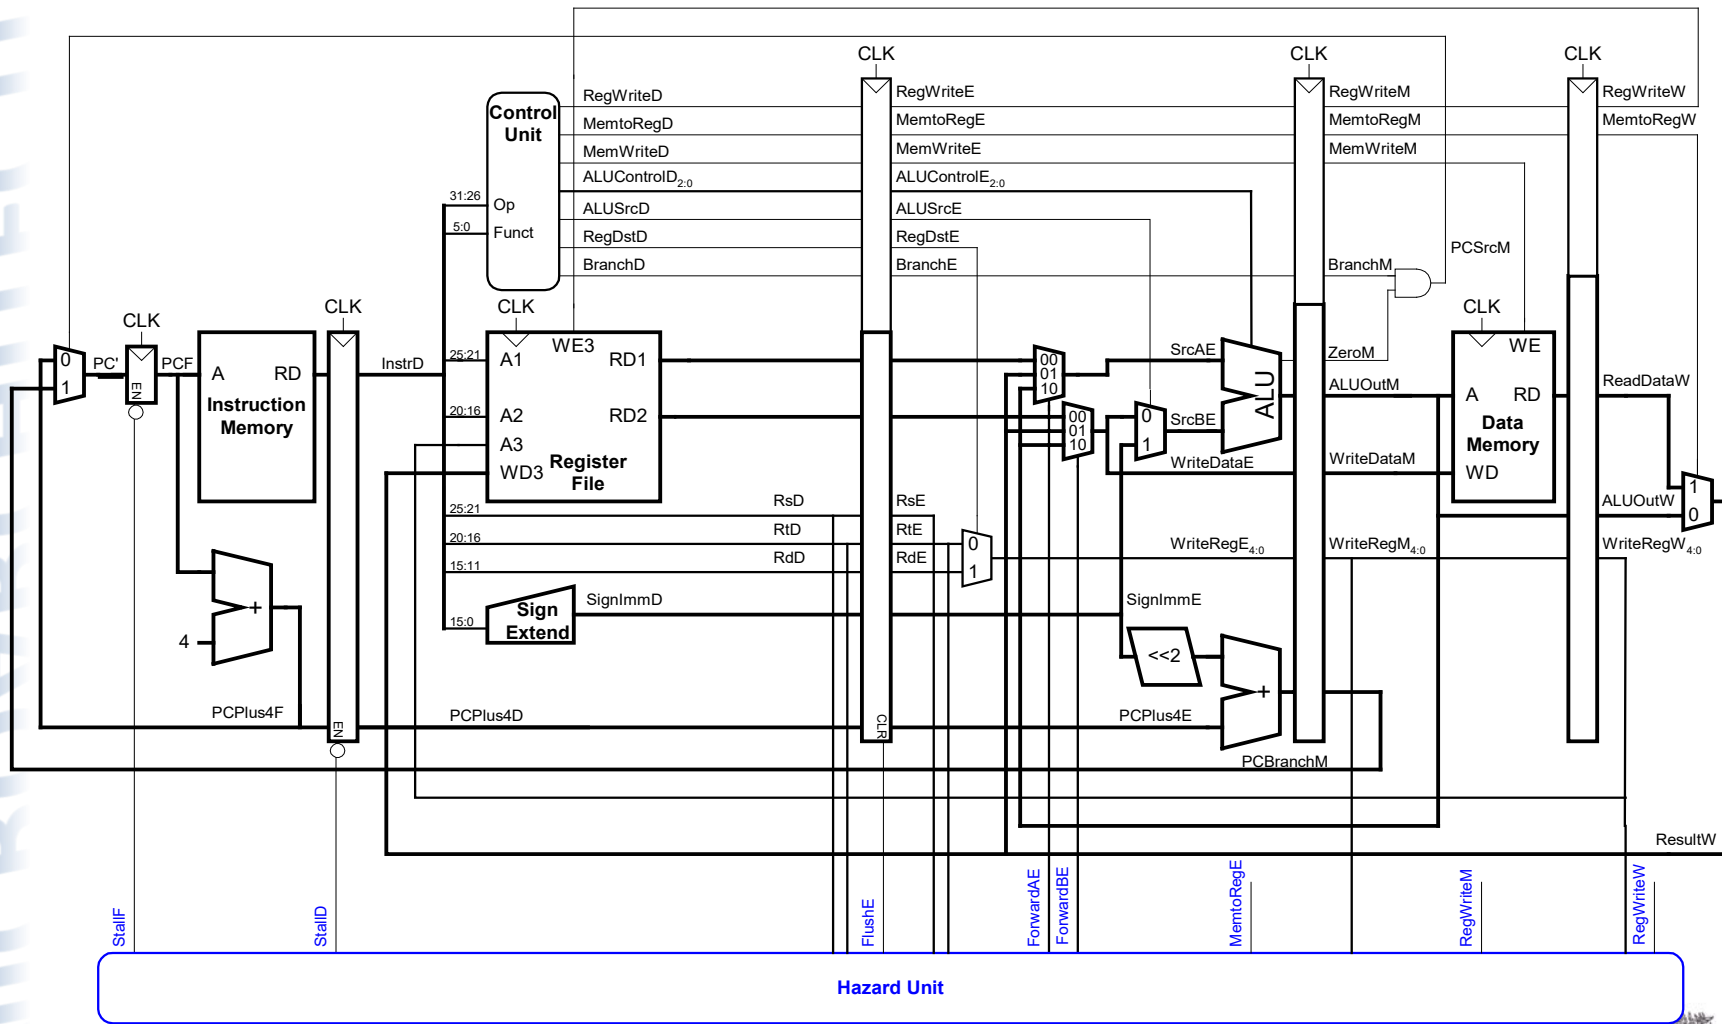 CLK CLK CLK
RegWriteD RegWriteE RegWriteM RegWriteW
Control
Unit
MemtoRegD MemtoRegE MemtoRegM MemtoRegW
MemWriteD MemWriteE MemWriteM
ALUControlD2:0 ALUControlE2:0
31:26 Op ALUSrcD ALUSrcE
5:0 Funct RegDstD RegDstE PCSrcM
BranchD BranchE BranchM
CLK CLK CLK CLK
0 PC' PCF InstrD
1
EN
A RD
Instruction
Memory
25:21 A1 WE3 RD1
20:16 A2 RD2
A3
WD3
Register
File
00
01
10
00
01
10
0
1
SrcAE
SrcBE
ALU
ZeroM
ALUOutM
WriteDataE WriteDataM
WE
A RD
Data
Memory
WD
ReadDataW
1
0
ALUOutW
25:21 RsD RsE
20:16 RtD RtE
15:11 RdD RdE
0
1
WriteRegE4:0 WriteRegM4:0 WriteRegW4:0
15:0 Sign
Extend
SignImmD SignImmE
<<2
+
4
+
PCPlus4F PCPlus4D PCPlus4E
EN
CLR
PCBranchM
ResultW
StallF StallD FlushE ForwardAE ForwardBE MemtoRegE RegWriteM RegWriteW
Hazard Unit